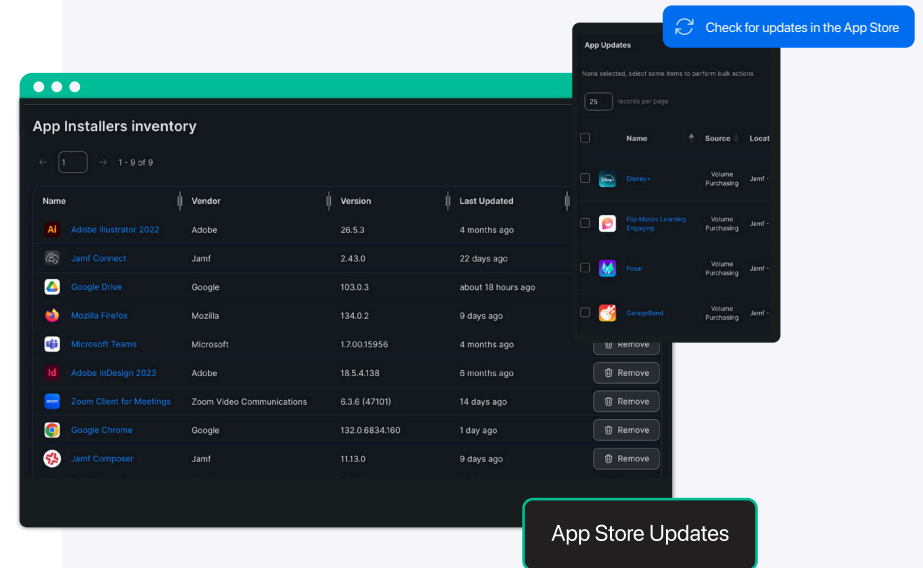 Check for updates in the App Store
App Updates
None selected, select some items to perform bulk actions
25 records per page
Name Source Locat
Disney+ Volume Purchasing Jamf -
Flip Makes Learning Engaging Volume Purchasing Jamf -
Foxar Volume Purchasing Jamf -
GarageBand Volume Purchasing Jamf -
App Installers inventory
1 1 - 9 of 9
Name Vendor Version Last Updated
Ai Adobe Illustrator 2022 Adobe 26.5.3 4 months ago
Jamf Connect Jamf 2.43.0 22 days ago
Google Drive Google 103.0.3 about 18 hours ago
Mozilla Firefox Mozilla 134.0.2 9 days ago
Microsoft Teams Microsoft 1.7.00.15956 4 months ago Remove
Id Adobe InDesign 2023 Adobe 18.5.4.138 6 months ago Remove
zoom Zoom Client for Meetings Zoom Video Communications 6.3.6 (47101) 14 days ago Remove
Google Chrome Google 132.0.6834.160 1 day ago Remove
Jamf Composer Jamf 11.13.0 9 days ago Remove
App Store Updates